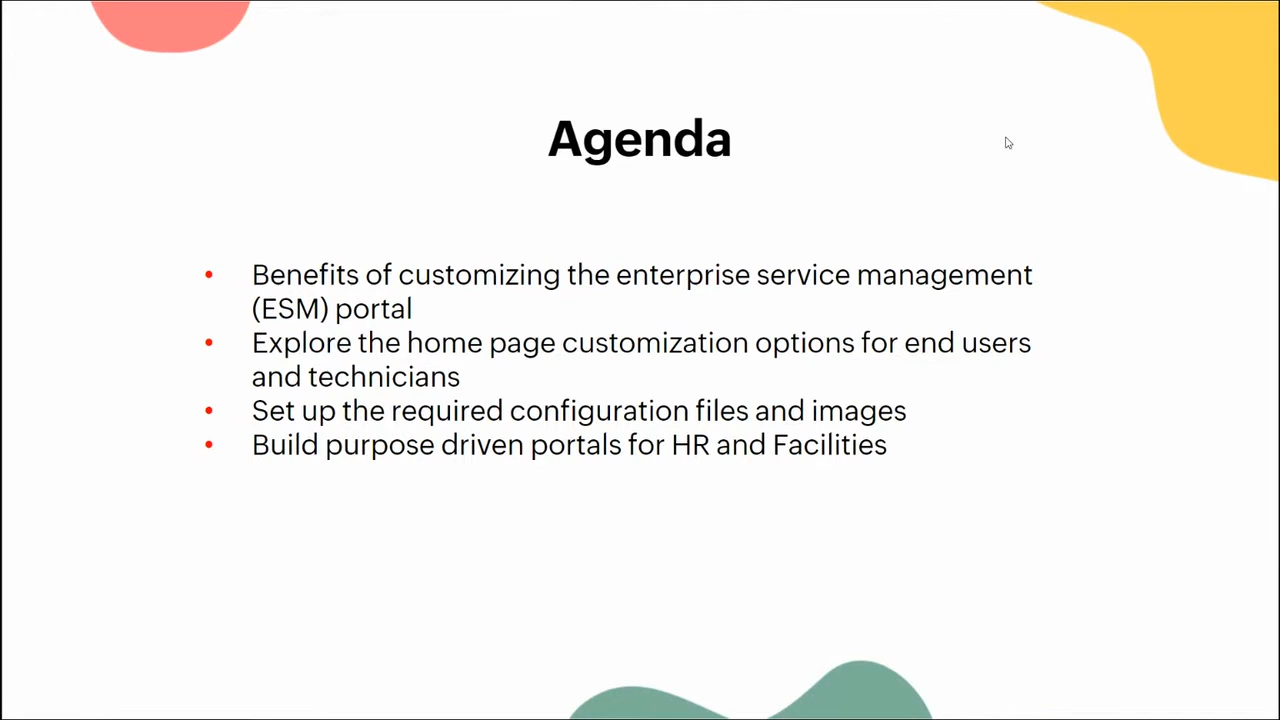 Agenda
• Benefits of customizing the enterprise service management
(ESM) portal
• Explore the home page customization options for end users
and technicians
• Set up the required configuration files and images
• Build purpose driven portals for HR and Facilities